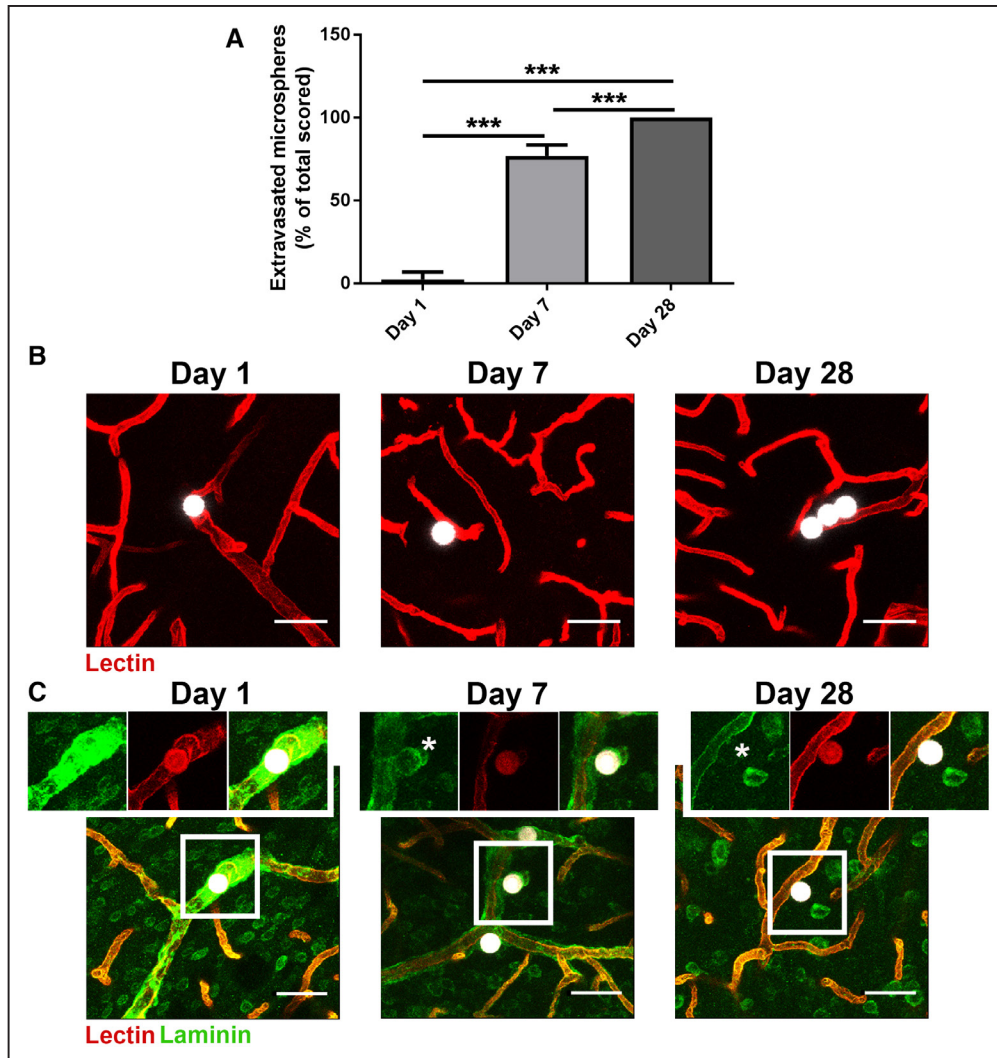 A
Extravasated microspheres
(% of total scored)
150
100
50
0
***
***
***
Day 1
Day 7
Day 28
B
Day 1
Day 7
Day 28
Lectin
C
Day 1
Day 7
Day 28
*
*
Lectin Laminin